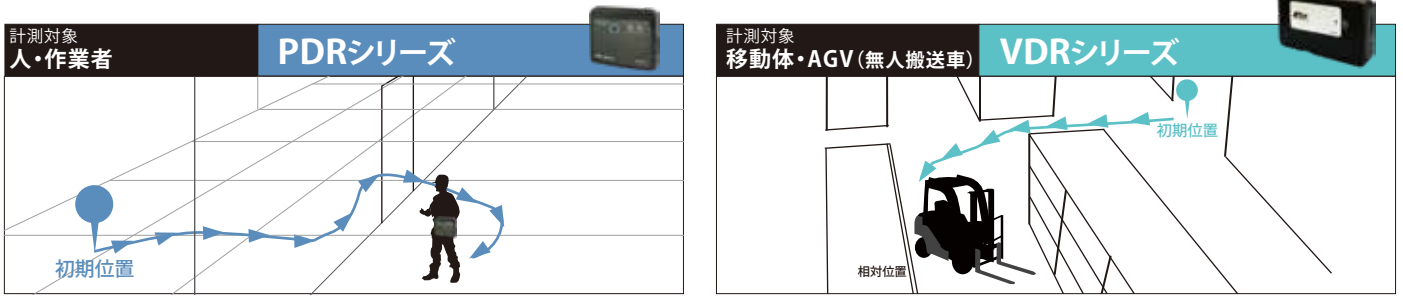 計測対象
人・作業者
PDRシリーズ
初期位置
計測対象
移動体・AGV(無人搬送車)
VDRシリーズ
初期位置
相対位置